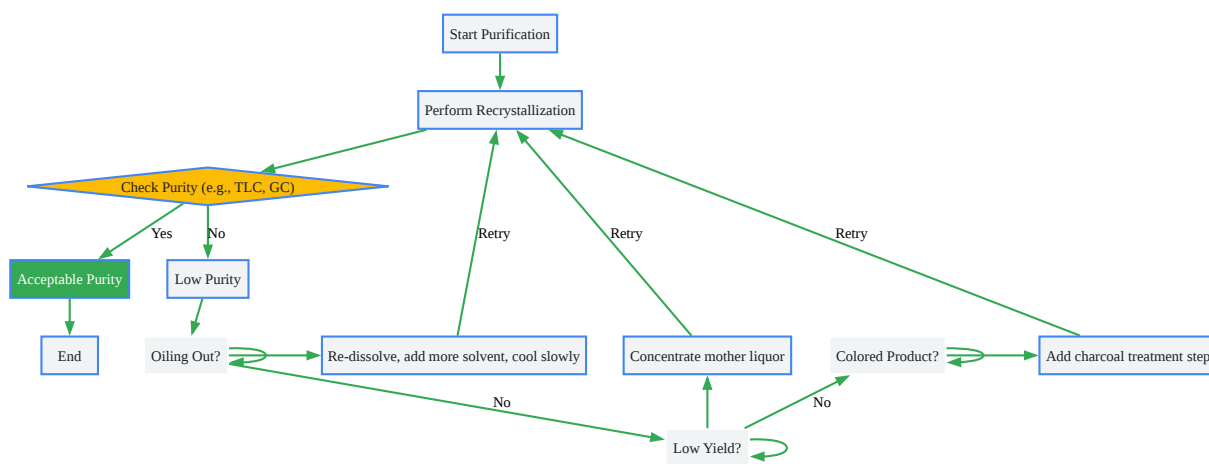 Start Purification
Perform Recrystallization
Check Purity (e.g., TLC, GC)
Yes
No
Retry
Retry
Retry
Acceptable Purity
Low Purity
End
Oiling Out?
Re-dissolve, add more solvent, cool slowly
Concentrate mother liquor
Colored Product?
Add charcoal treatment step
No
No
Low Yield?